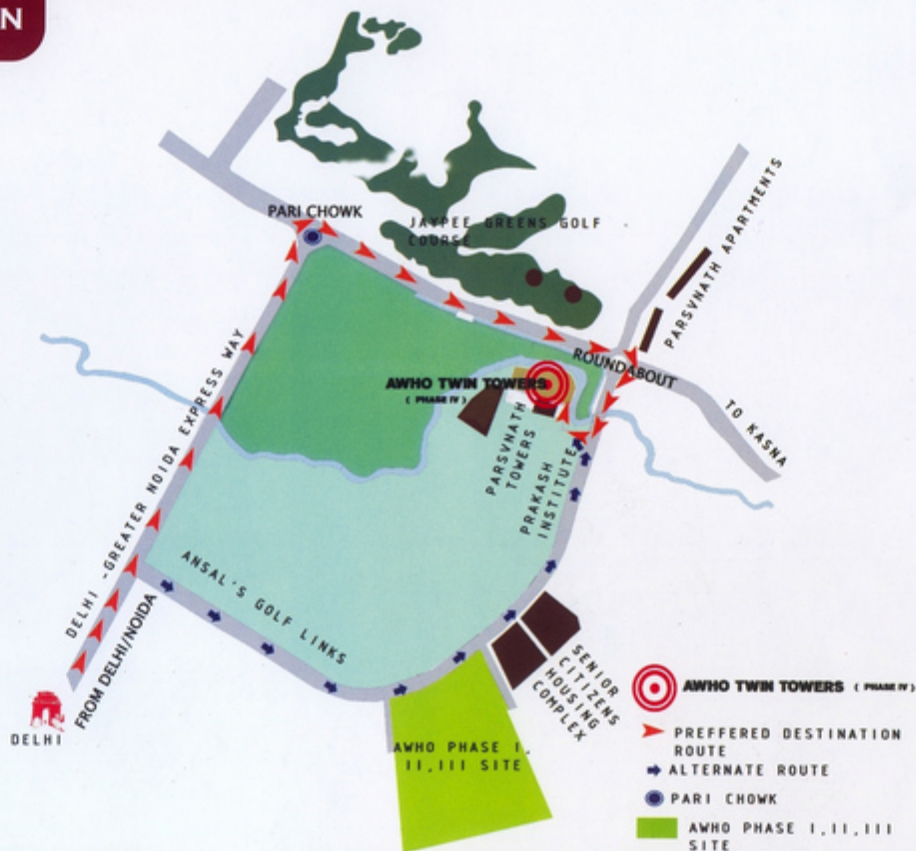 N
PARI CHOWK
JAYPEE GREENS GOLF
COURSE
PARSVNATH APARTMENTS
ROUNDABOUT
TO KASNA
AWHO TWIN TOWERS
( PHASE IV )
PARSVNATH
TOWERS
PRAKASH
INSTITUTE
DELHI -GREATER NOIDA EXPRESS WAY
ANSAL'S GOLF LINKS
FROM DELHI/NOIDA
DELHI
SENIOR
CITIZENS
HOUSING
COMPLEX
AWHO PHASE I,
II,III SITE
AWHO TWIN TOWERS ( PHASE IV )
PREFFERED DESTINATION
ROUTE
ALTERNATE ROUTE
PARI CHOWK
AWHO PHASE I,II,III
SITE